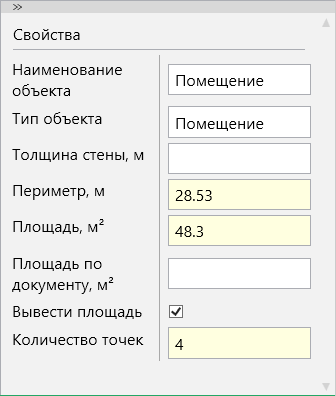 »
Свойства
Наименование
объекта
Помещение
Тип объекта
Помещение
Толщина стены, м
Периметр, м
28.53
Площадь, м²
48.3
Площадь по
документу, м²
Вывести площадь
Количество точек
4